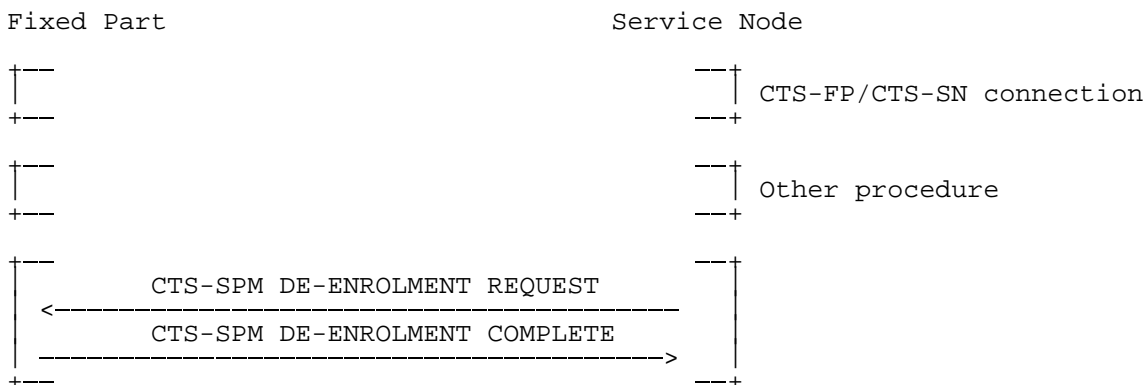 Fixed Part Service Node
CTS-FP/CTS-SN connection
Other procedure
CTS-SPM DE-ENROLMENT REQUEST
CTS-SPM DE-ENROLMENT COMPLETE